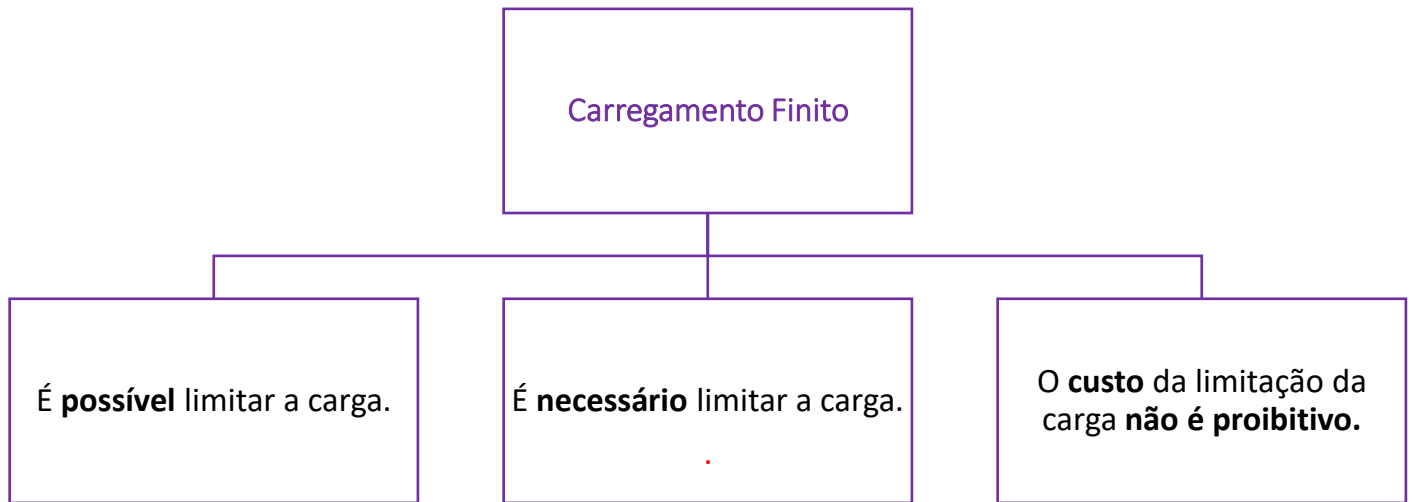 Carregamento Finito
É possível limitar a carga.
É necessário limitar a carga.
.
O custo da limitação da
carga não é proibitivo.